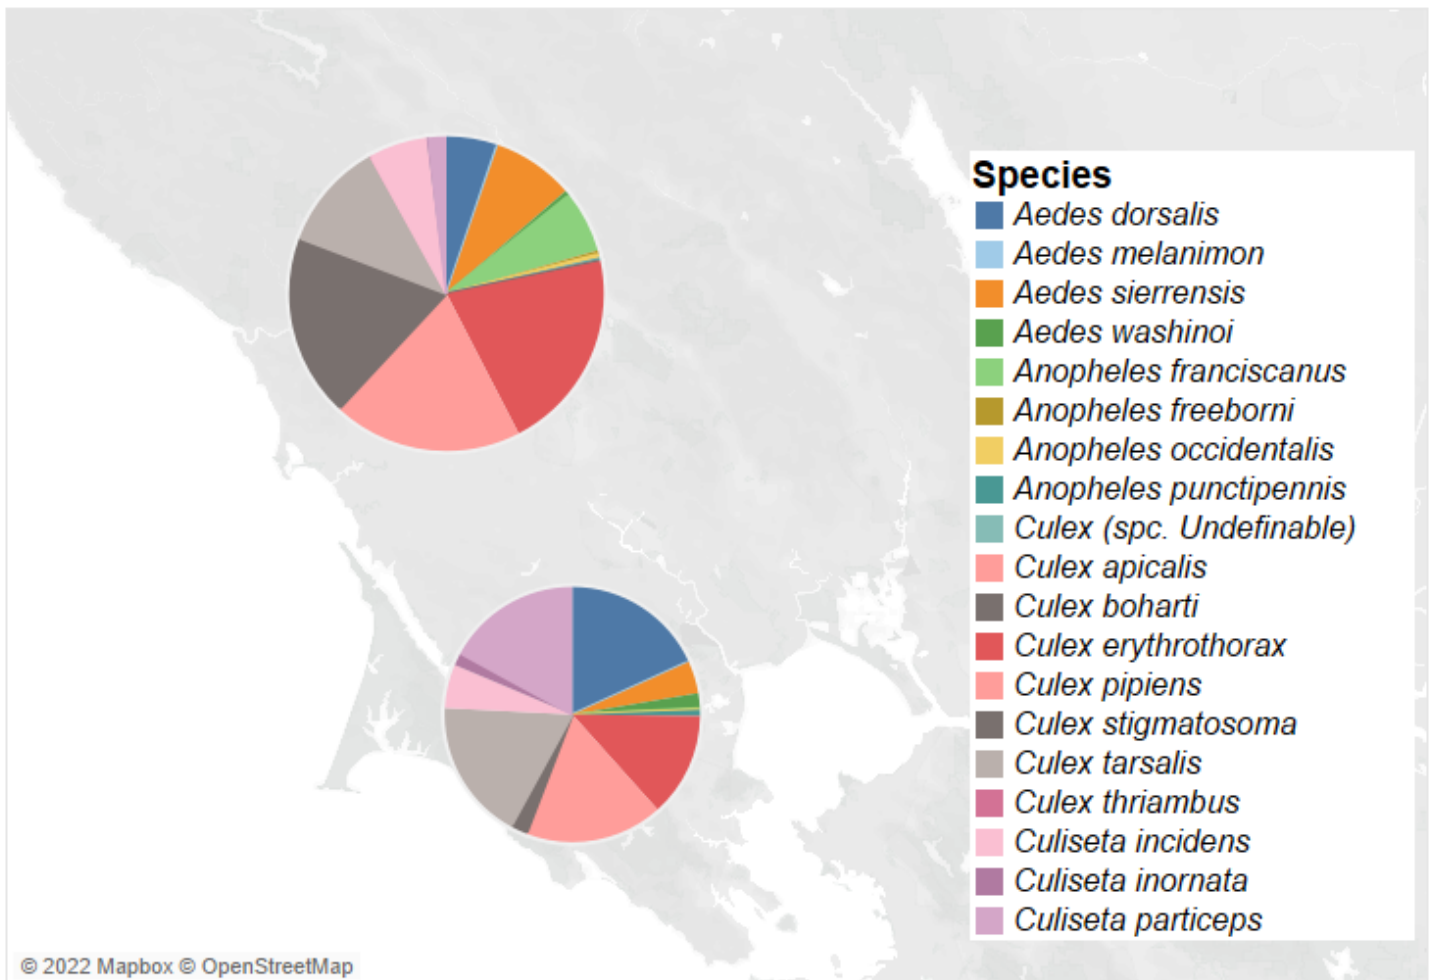 Species
Aedes dorsalis
Aedes melanimon
Aedes sierrensis
Aedes washinoi
Anopheles franciscanus
Anopheles freeborni
Anopheles occidentalis
Anopheles punctipennis
Culex (spc. Undefinable)
Culex apicalis
Culex boharti
Culex erythrothorax
Culex pipiens
Culex stigmatosoma
Culex tarsalis
Culex thriambus
Culiseta incidens
Culiseta inornata
Culiseta particeps
© 2022 Mapbox © OpenStreetMap